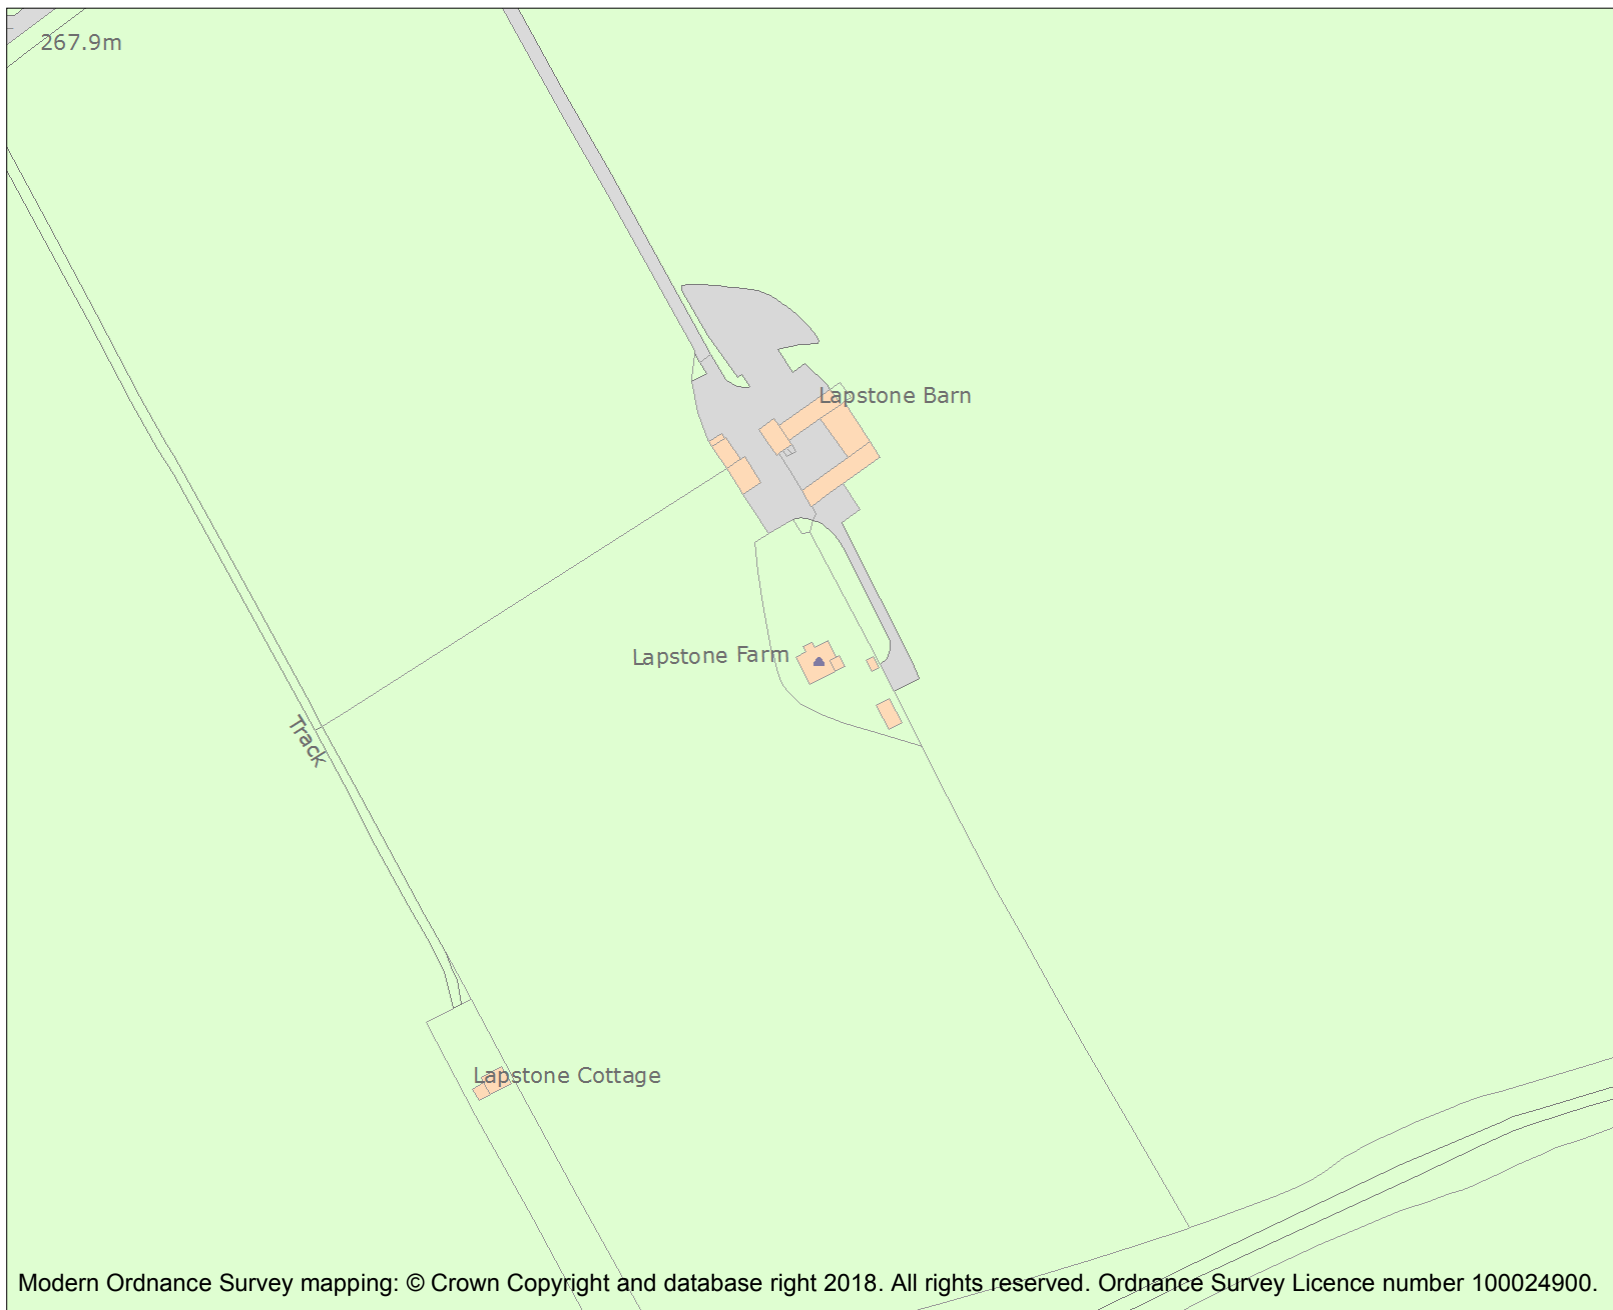 267.9m
Lapstone Barn
Lapstone Farm
Track
Lapstone Cottage
Modern Ordnance Survey mapping: © Crown Copyright and database right 2018. All rights reserved. Ordnance Survey Licence number 100024900.